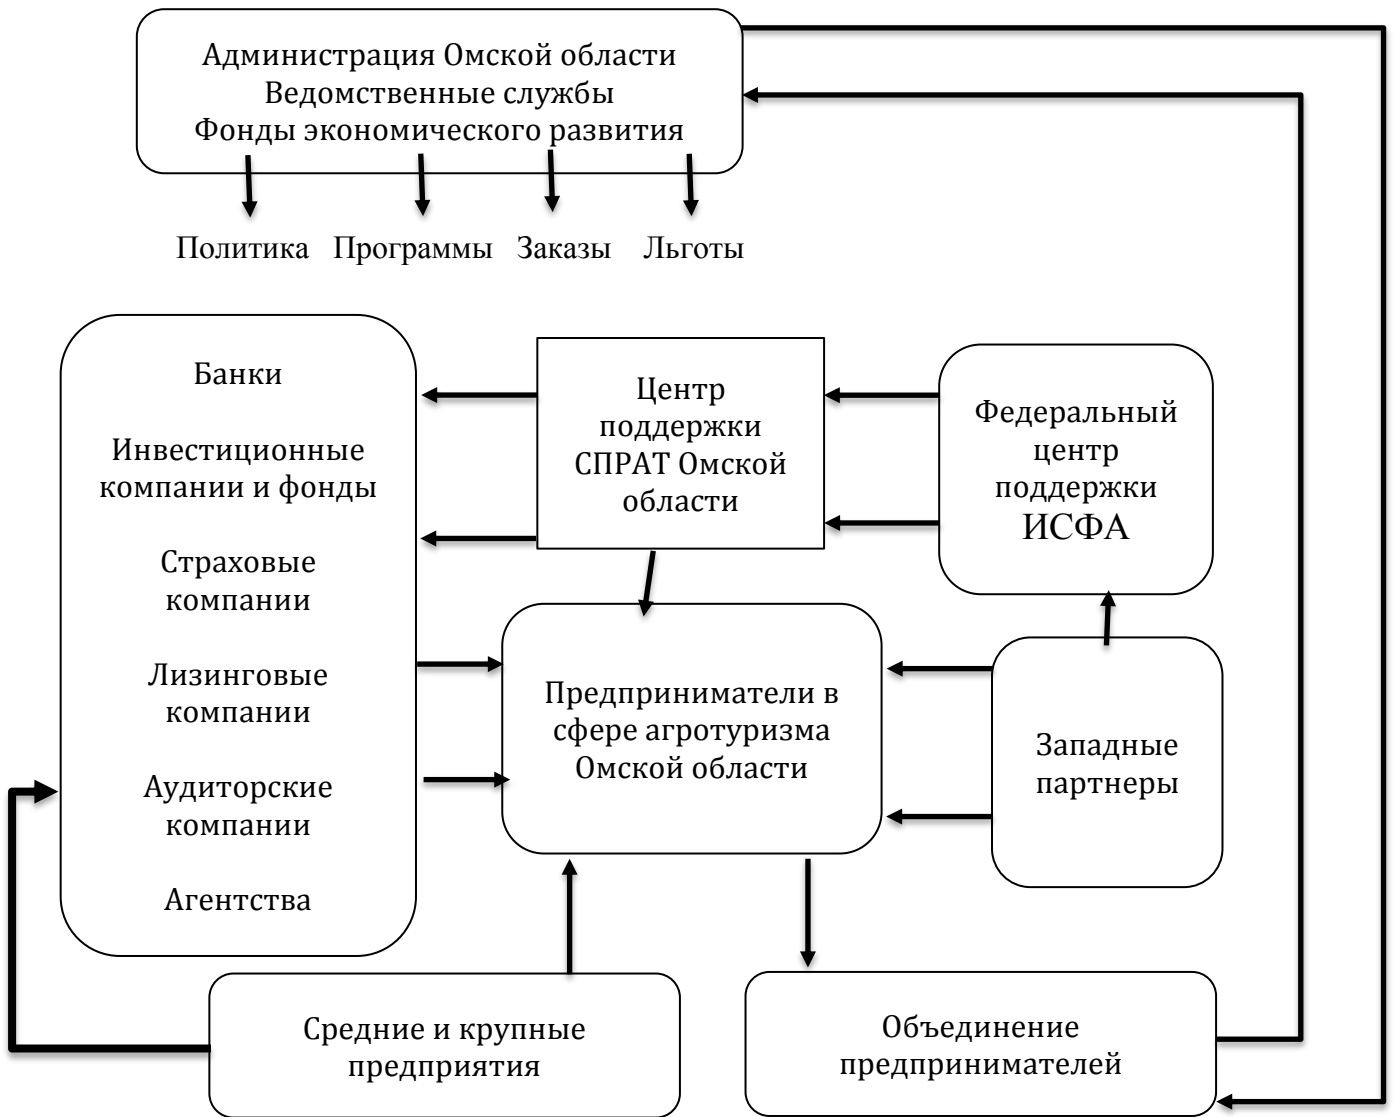 Администрация Омской области
Ведомственные службы
Фонды экономического развития
Политика Программы Заказы Льготы
Банки
Инвестиционные
компании и фонды
Страховые
компании
Лизинговые
компании
Аудиторские
компании
Агентства
Центр
поддержки
СПРАТ Омской
области
Федеральный
центр
поддержки
ИСФА
Предприниматели в
сфере агротуризма
Омской области
Западные
партнеры
Средние и крупные
предприятия
Объединение
предпринимателей